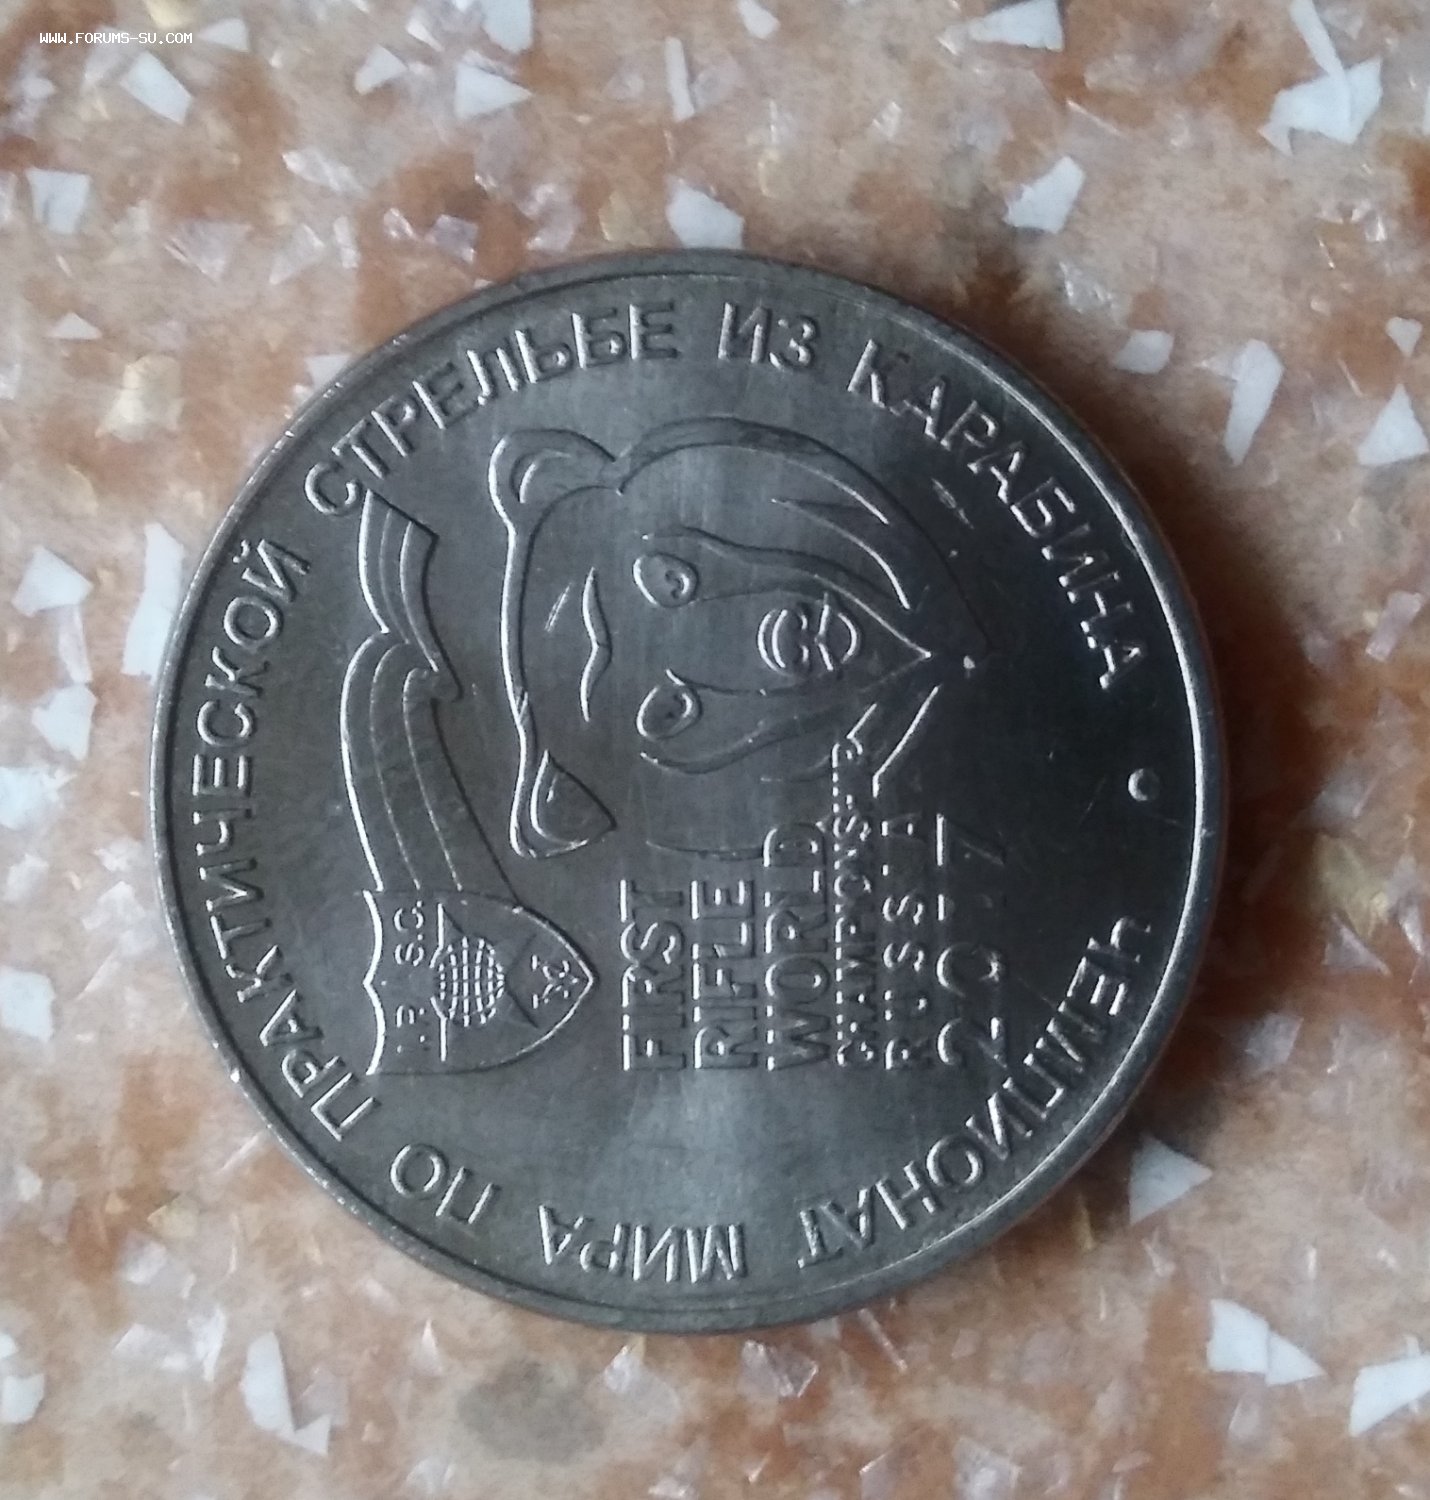 WWW.FORUMS-SU.COM
ЧЕМПИОНАТ МИРА ПО ПРАКТИЧЕСКОЙ СТРЕЛЬБЕ ИЗ КАРАБИНА •
I.P. S.C.
FIRST
RIFLE
WORLD
CHAMPIONSHIP
RUSSIA
2017